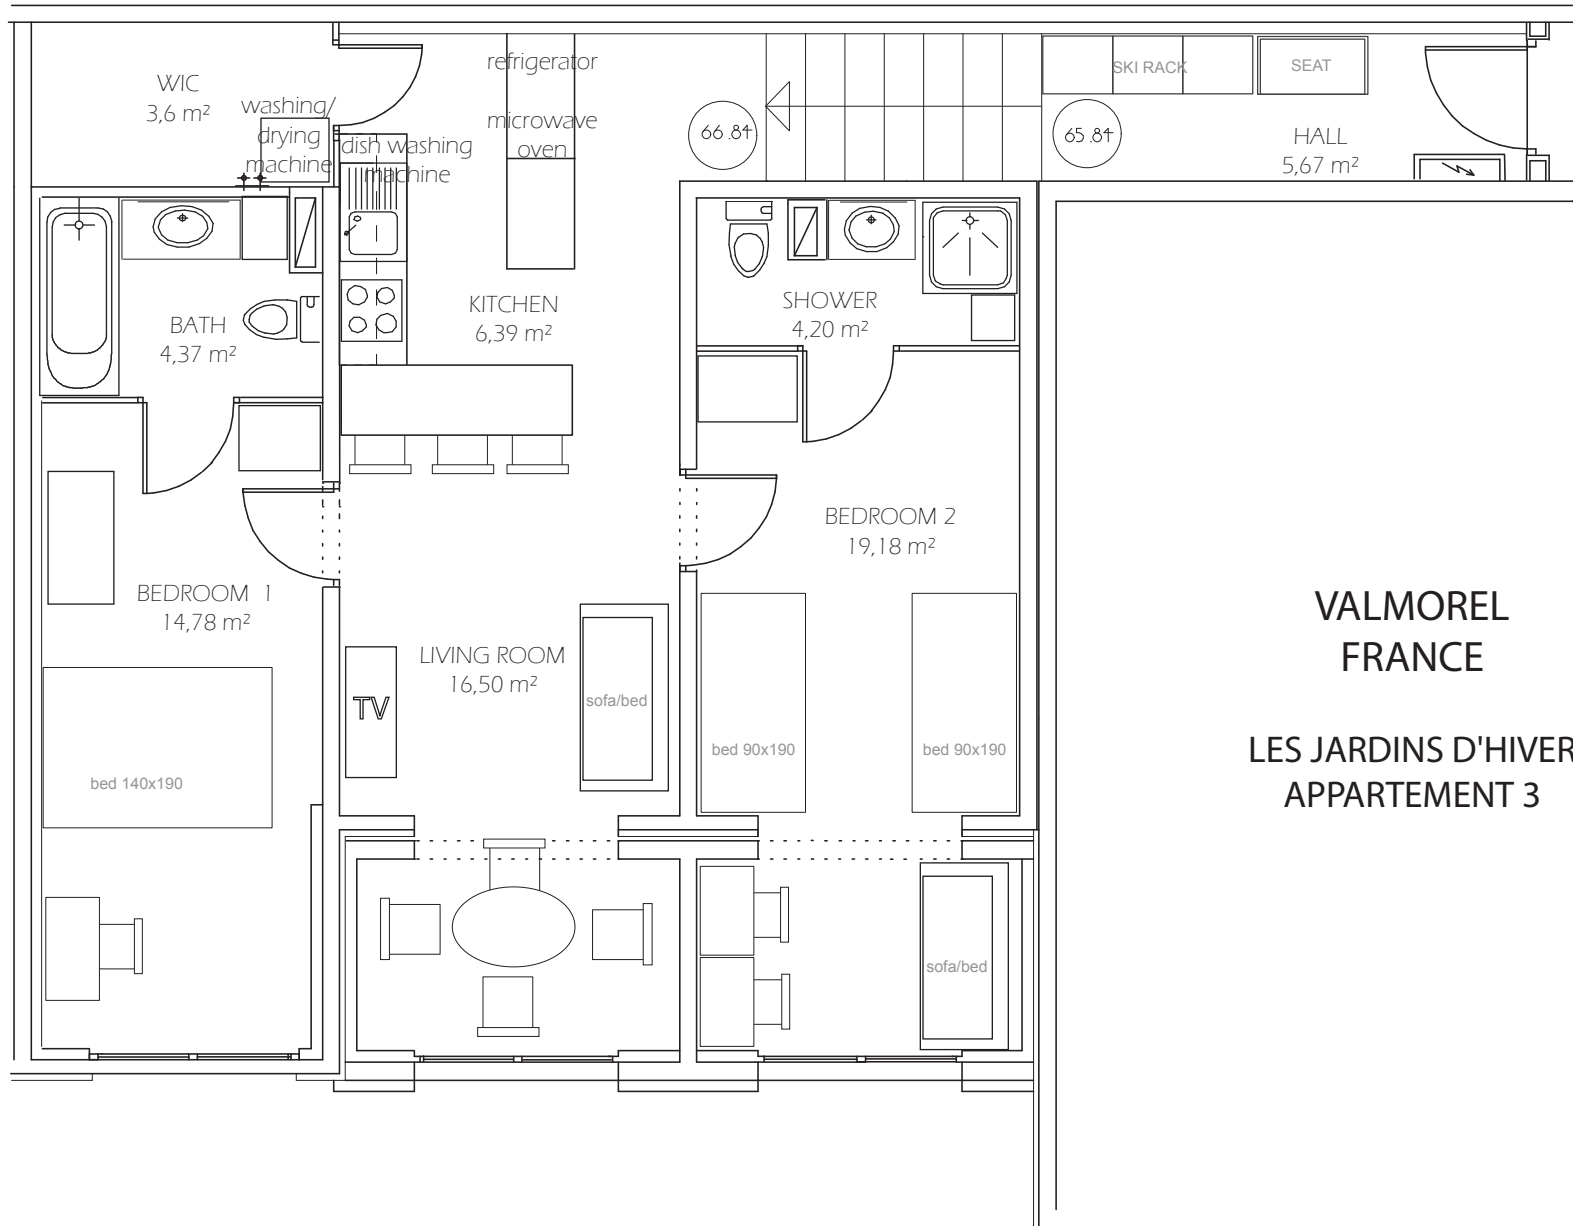 WIC
3,6 m²
washing/
drying
machine
dish washing
machine
refrigerator
microwave
oven
66.84
65.84
SKI RACK
SEAT
HALL
5,67 m²
BATH
4,37 m²
KITCHEN
6,39 m²
SHOWER
4,20 m²
BEDROOM 1
14,78 m²
BEDROOM 2
19,18 m²
LIVING ROOM
16,50 m²
TV
sofa/bed
bed 140x190
bed 90x190
bed 90x190
sofa/bed
VALMOREL
FRANCE
LES JARDINS D'HIVER
APPARTEMENT 3